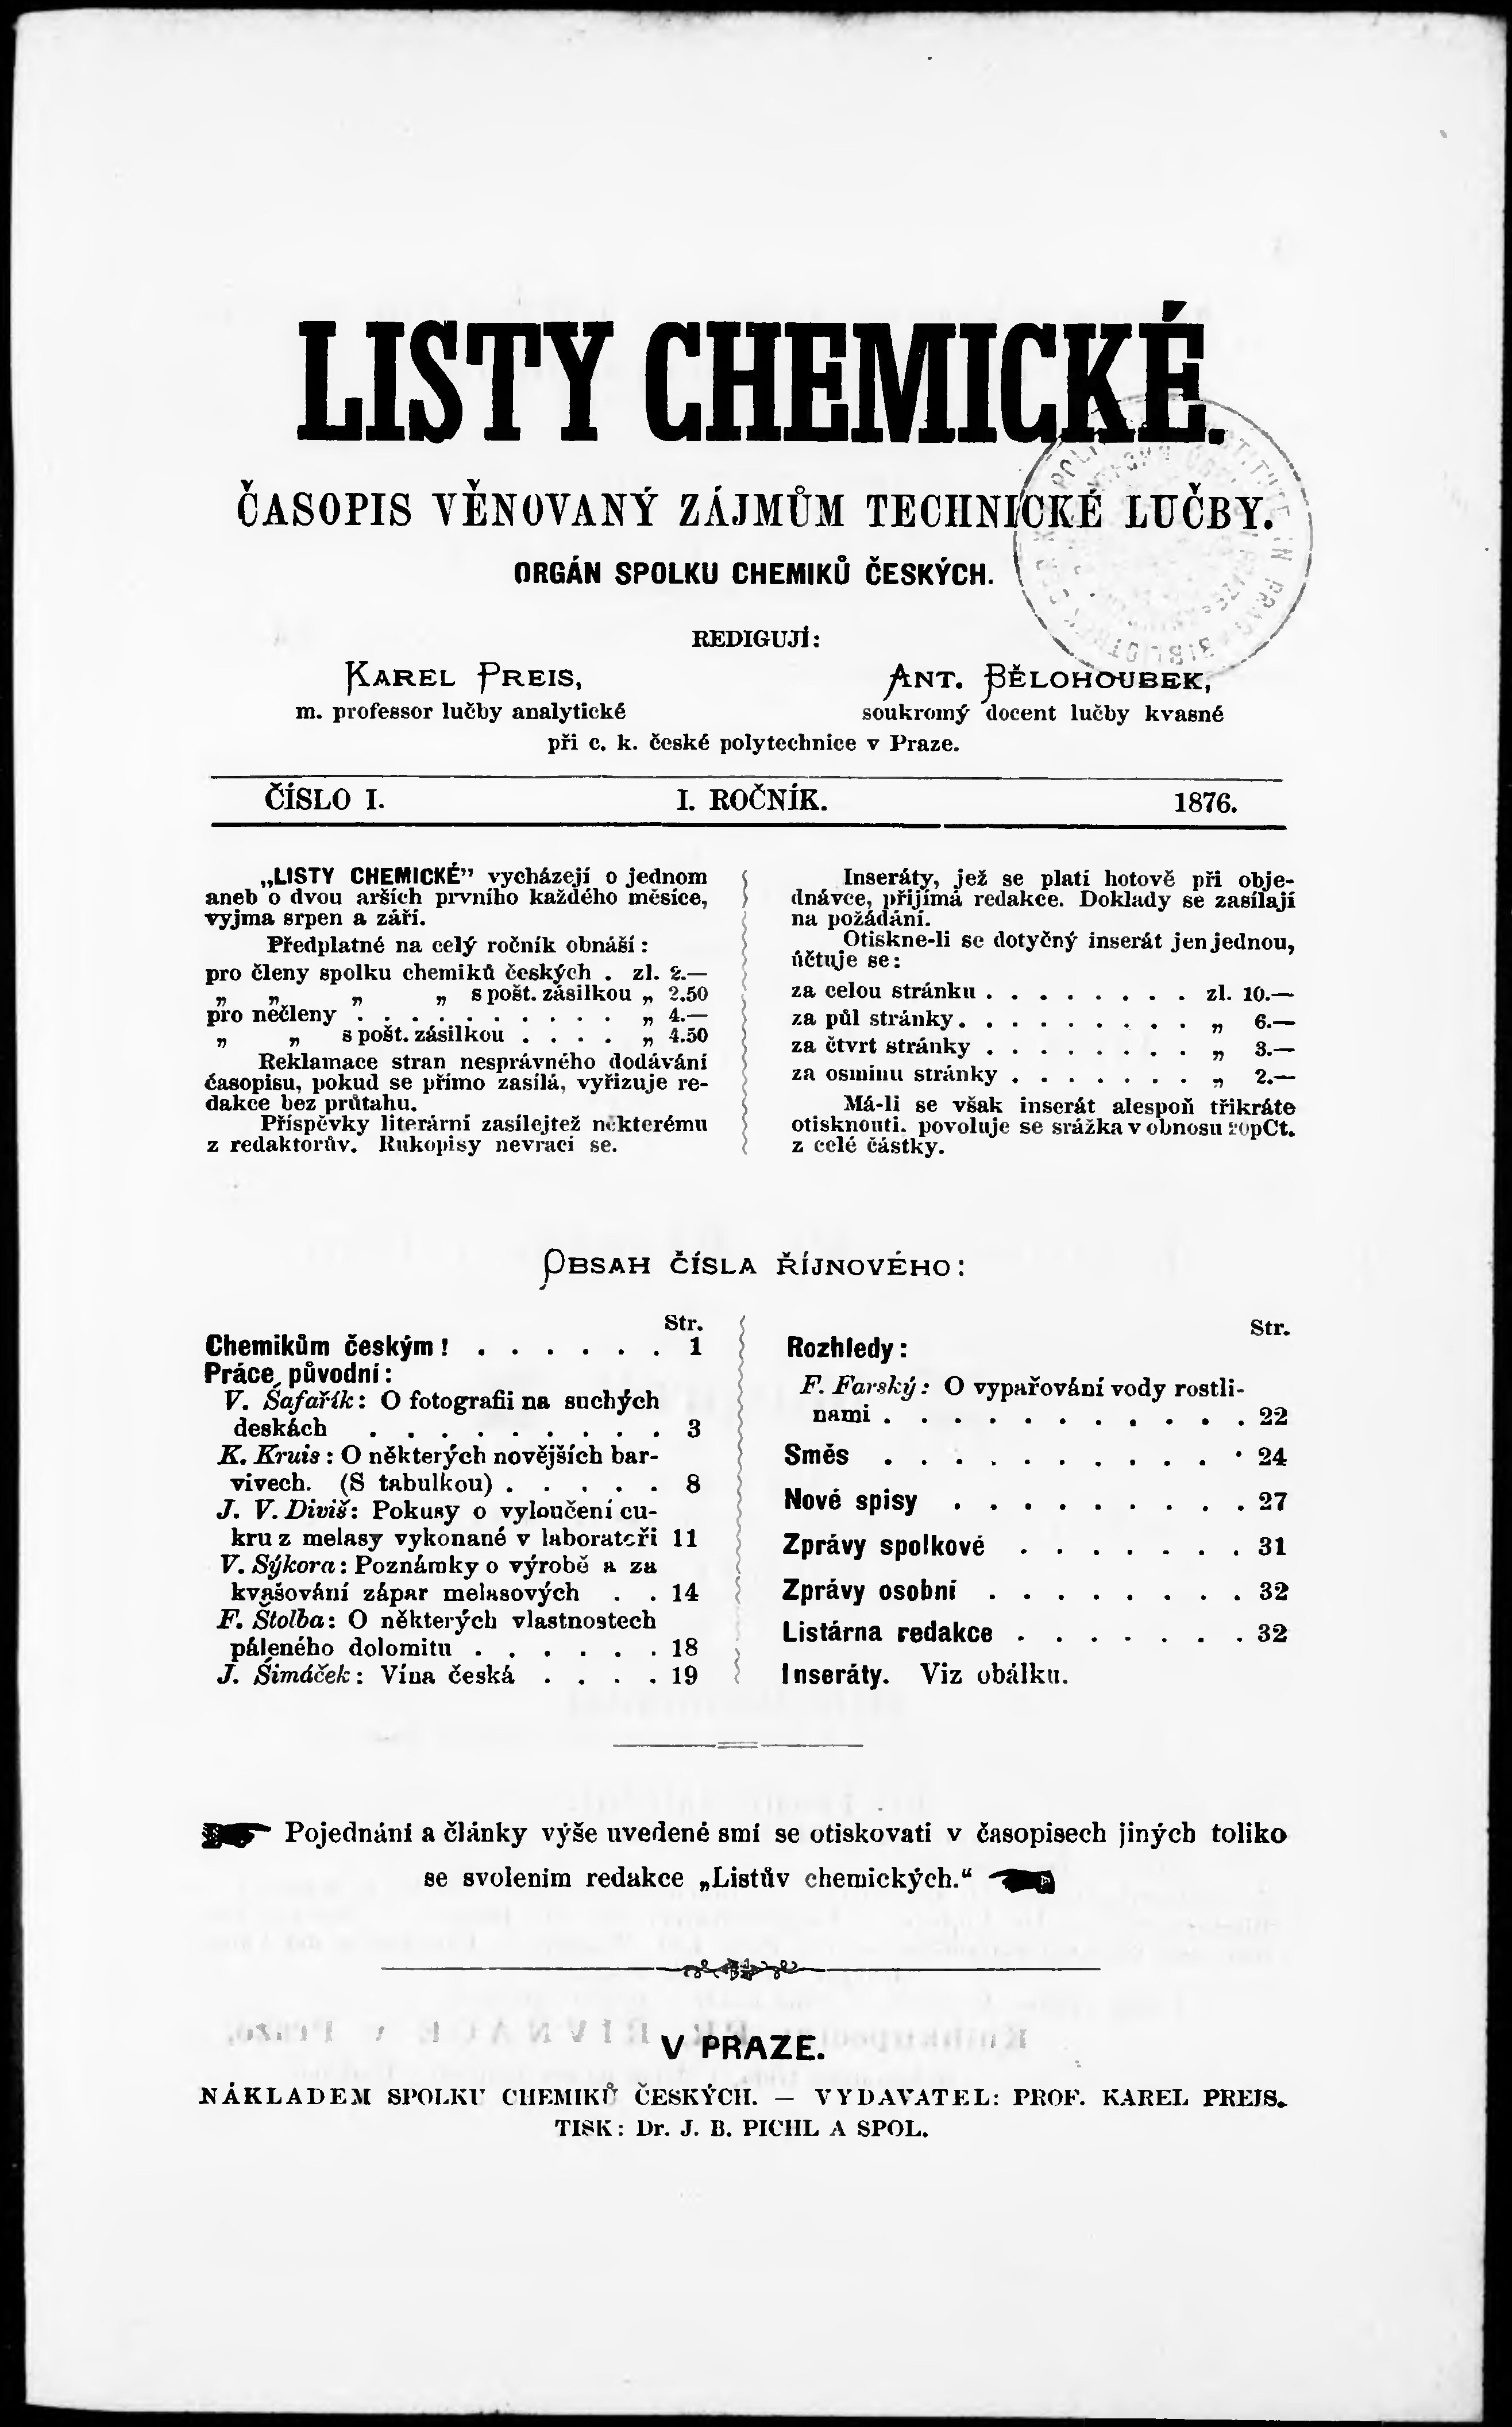 LISTY CHEMICKÉ.
ČASOPIS VĚNOVANÝ ZÁJMŮM TECHNICKÉ LUČBY.
ORGÁN SPOLKU CHEMIKŮ ČESKÝCH.
REDIGUJÍ:
KAREL PREIS,
m. professor lučby analytické
ANT. BĚLOHOUBEK,
soukromý docent lučby kvasné
při c. k. české polytechnice v Praze.
ČÍSLO I. I. ROČNÍK. 1876.
„LISTY CHEMICKÉ” vycházejí o jednom
aneb o dvou arších prvního každého měsíce,
vyjma srpen a září.
Předplatné na celý ročník obnáší:
pro členy spolku chemiků českých . zl. 2.—
„ „ „ „ s pošt. zásilkou „ 2.50
pro nečleny . . . . . . . . . . „ 4.—
„ „ s pošt. zásilkou . . . . „ 4.50
Reklamace stran nesprávného dodávání
časopisu, pokud se přímo zasílá, vyřizuje re-
dakce bez průtahu.
Příspěvky literární zasílejtež některému
z redaktorův. Rukopisy nevrací se.
Inseráty, jež se platí hotově při obje-
dnávce, přijímá redakce. Doklady se zasílají
na požádání.
Otiskne-li se dotyčný inserát jen jednou,
účtuje se:
za celou stránku . . . . . . . . zl. 10.—
za půl stránky. . . . . . . . . „ 6.—
za čtvrt stránky . . . . . . . . „ 3.—
za osminu stránky . . . . . . . „ 2.—
Má-li se však inserát alespoň třikráte
otisknouti. povoluje se srážka v obnosu 20pCt.
z celé částky.
OBSAH ČÍSLA ŘÍJNOVÉHO:
Str.
Chemikům českým! . . . . . . 1
Práce původní:
V. Šafařík: O fotografii na suchých
deskách . . . . . . . . . 3
K. Kruis: O některých novějších bar-
vivech. (S tabulkou) . . . . . 8
J. V. Diviš: Pokusy o vyloučení cu-
kru z melasy vykonané v laboratoři 11
V. Sýkora: Poznámky o výrobě a za
kvašování zápar melasových . . 14
F. Štolba: O některých vlastnostech
páleného dolomitu . . . . . . 18
J. Šimáček: Vína česká . . . . 19
Str.
Rozhledy:
F. Farský: O vypařování vody rostli-
nami . . . . . . . . . . . . 22
Směs . . . . . . . . . . . 24
Nové spisy . . . . . . . . . 27
Zprávy spolkové . . . . . . . 31
Zprávy osobní . . . . . . . . 32
Listárna redakce . . . . . . . 32
Inseráty. Viz obálku.
Pojednání a články výše uvedené smí se otiskovati v časopisech jiných toliko
se svolením redakce „Listův chemických.“
V PRAZE.
NÁKLADEM SPOLKU CHEMIKŮ ČESKÝCH. — VYDAVATEL: PROF. KAREL PREIS.
TISK: Dr. J. B. PICHL A SPOL.